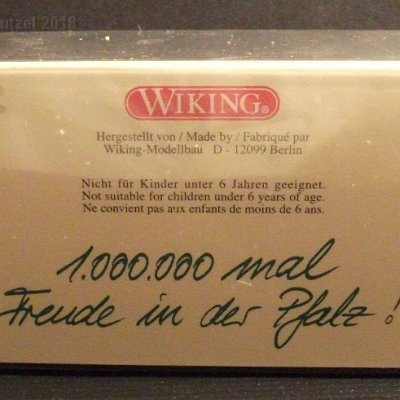 2018
WIKING®
Hergestellt von / Made by / Fabriqué par
Wiking-Modellbau D - 12099 Berlin
Nicht für Kinder unter 6 Jahren geeignet.
Not suitable for children under 6 years of age.
Ne convient pas aux enfants de moins de 6 ans.
1.000.000 mal
Freude in der Pfalz!